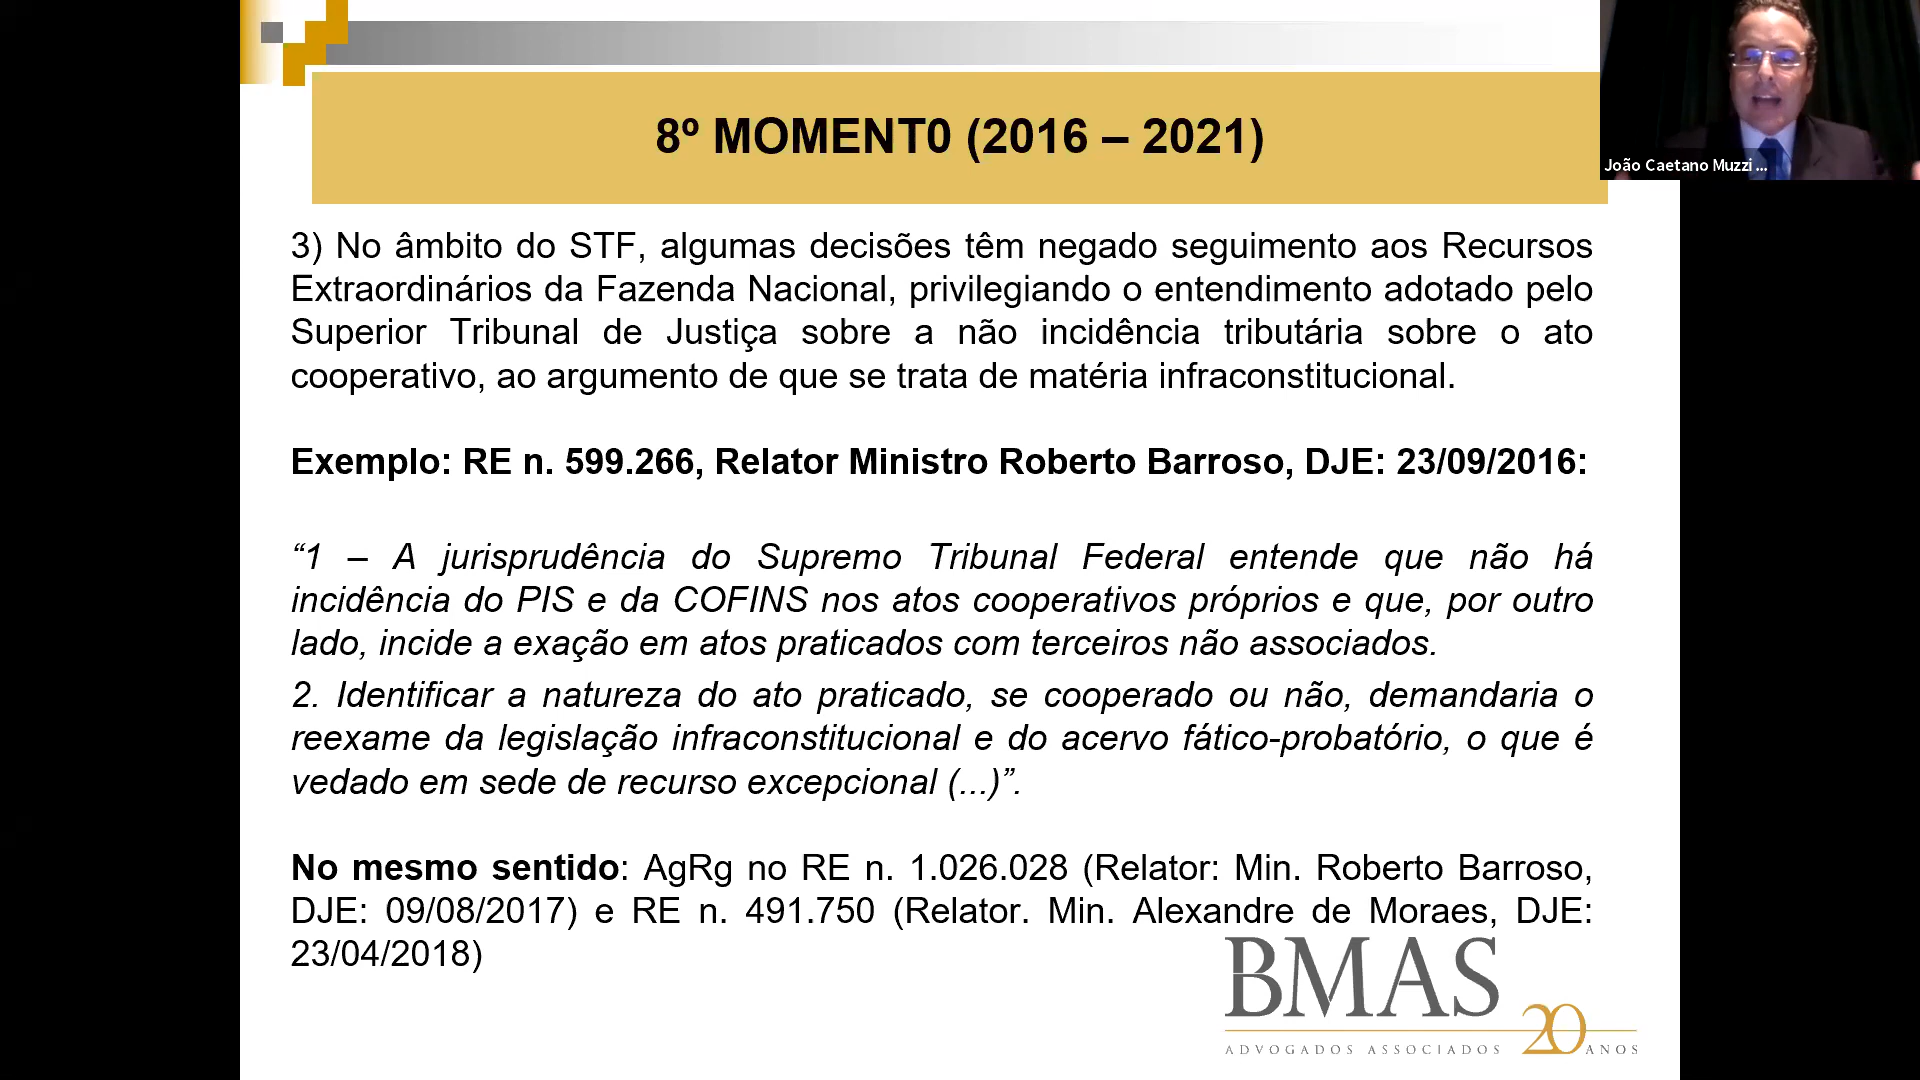 8º MOMENT0 (2016 – 2021)
João Caetano Muzzi ...
3) No âmbito do STF, algumas decisões têm negado seguimento aos Recursos
Extraordinários da Fazenda Nacional, privilegiando o entendimento adotado pelo
Superior Tribunal de Justiça sobre a não incidência tributária sobre o ato
cooperativo, ao argumento de que se trata de matéria infraconstitucional.
Exemplo: RE n. 599.266, Relator Ministro Roberto Barroso, DJE: 23/09/2016:
“1 – A jurisprudência do Supremo Tribunal Federal entende que não há
incidência do PIS e da COFINS nos atos cooperativos próprios e que, por outro
lado, incide a exação em atos praticados com terceiros não associados.
2. Identificar a natureza do ato praticado, se cooperado ou não, demandaria o
reexame da legislação infraconstitucional e do acervo fático-probatório, o que é
vedado em sede de recurso excepcional (...)”.
No mesmo sentido: AgRg no RE n. 1.026.028 (Relator: Min. Roberto Barroso,
DJE: 09/08/2017) e RE n. 491.750 (Relator. Min. Alexandre de Moraes, DJE:
23/04/2018)
BMAS
ADVOGADOS ASSOCIADOS 20 ANOS